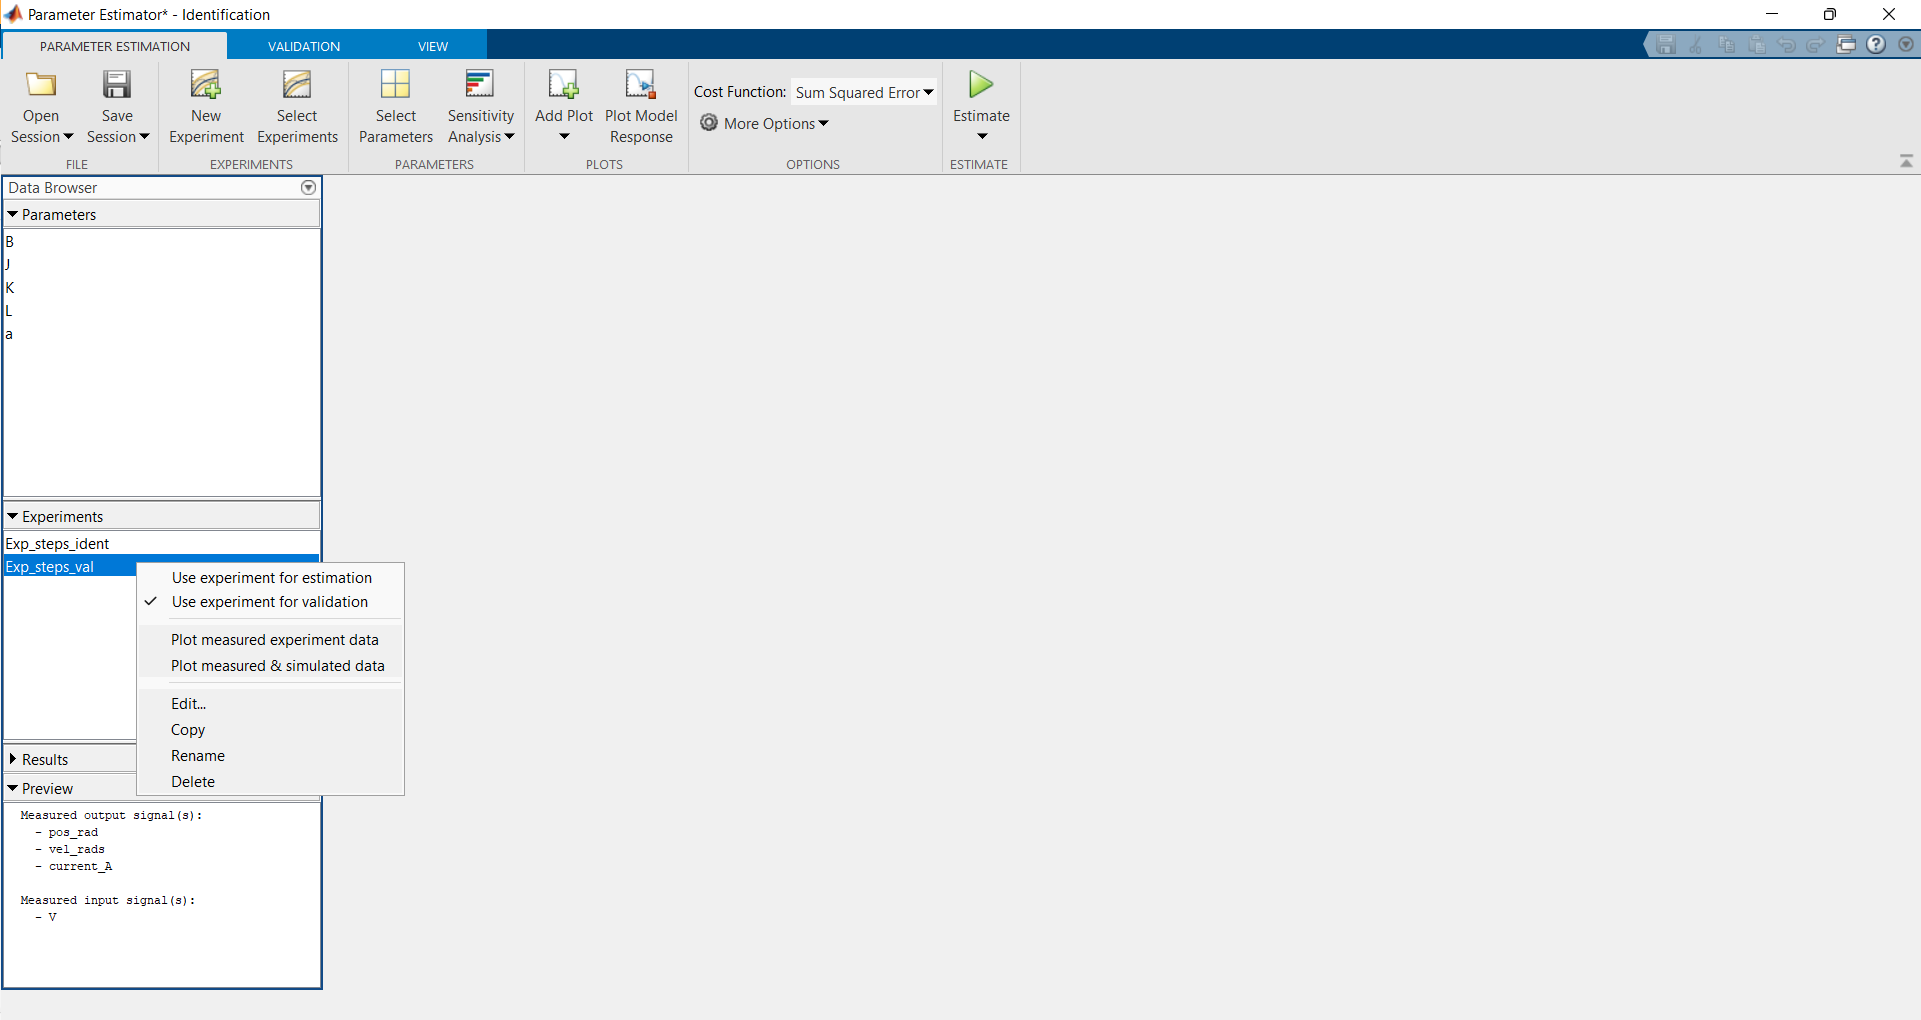 Parameter Estimator* - Identification
PARAMETER ESTIMATION VALIDATION VIEW
Open Session
Save Session
FILE
New Experiment
Select Experiments
EXPERIMENTS
Select Parameters
Sensitivity Analysis
PARAMETERS
Add Plot
Plot Model Response
PLOTS
Cost Function: Sum Squared Error
More Options
OPTIONS
Estimate
ESTIMATE
Data Browser
Parameters
B
J
K
L
a
Experiments
Exp_steps_ident
Exp_steps_val
Use experiment for estimation
Use experiment for validation
Plot measured experiment data
Plot measured & simulated data
Edit...
Copy
Rename
Delete
Results
Preview
Measured output signal(s):
- pos_rad
- vel_rads
- current_A
Measured input signal(s):
- V